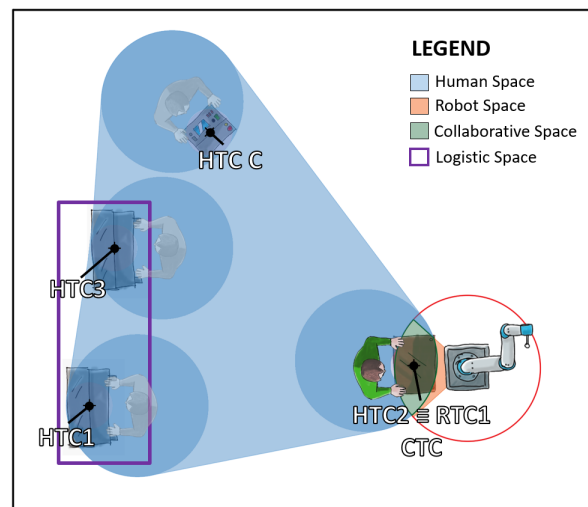 LEGEND
Human Space
Robot Space
Collaborative Space
Logistic Space
HTC C
HTC3
HTC1
HTC2 ≡ RTC1
CTC